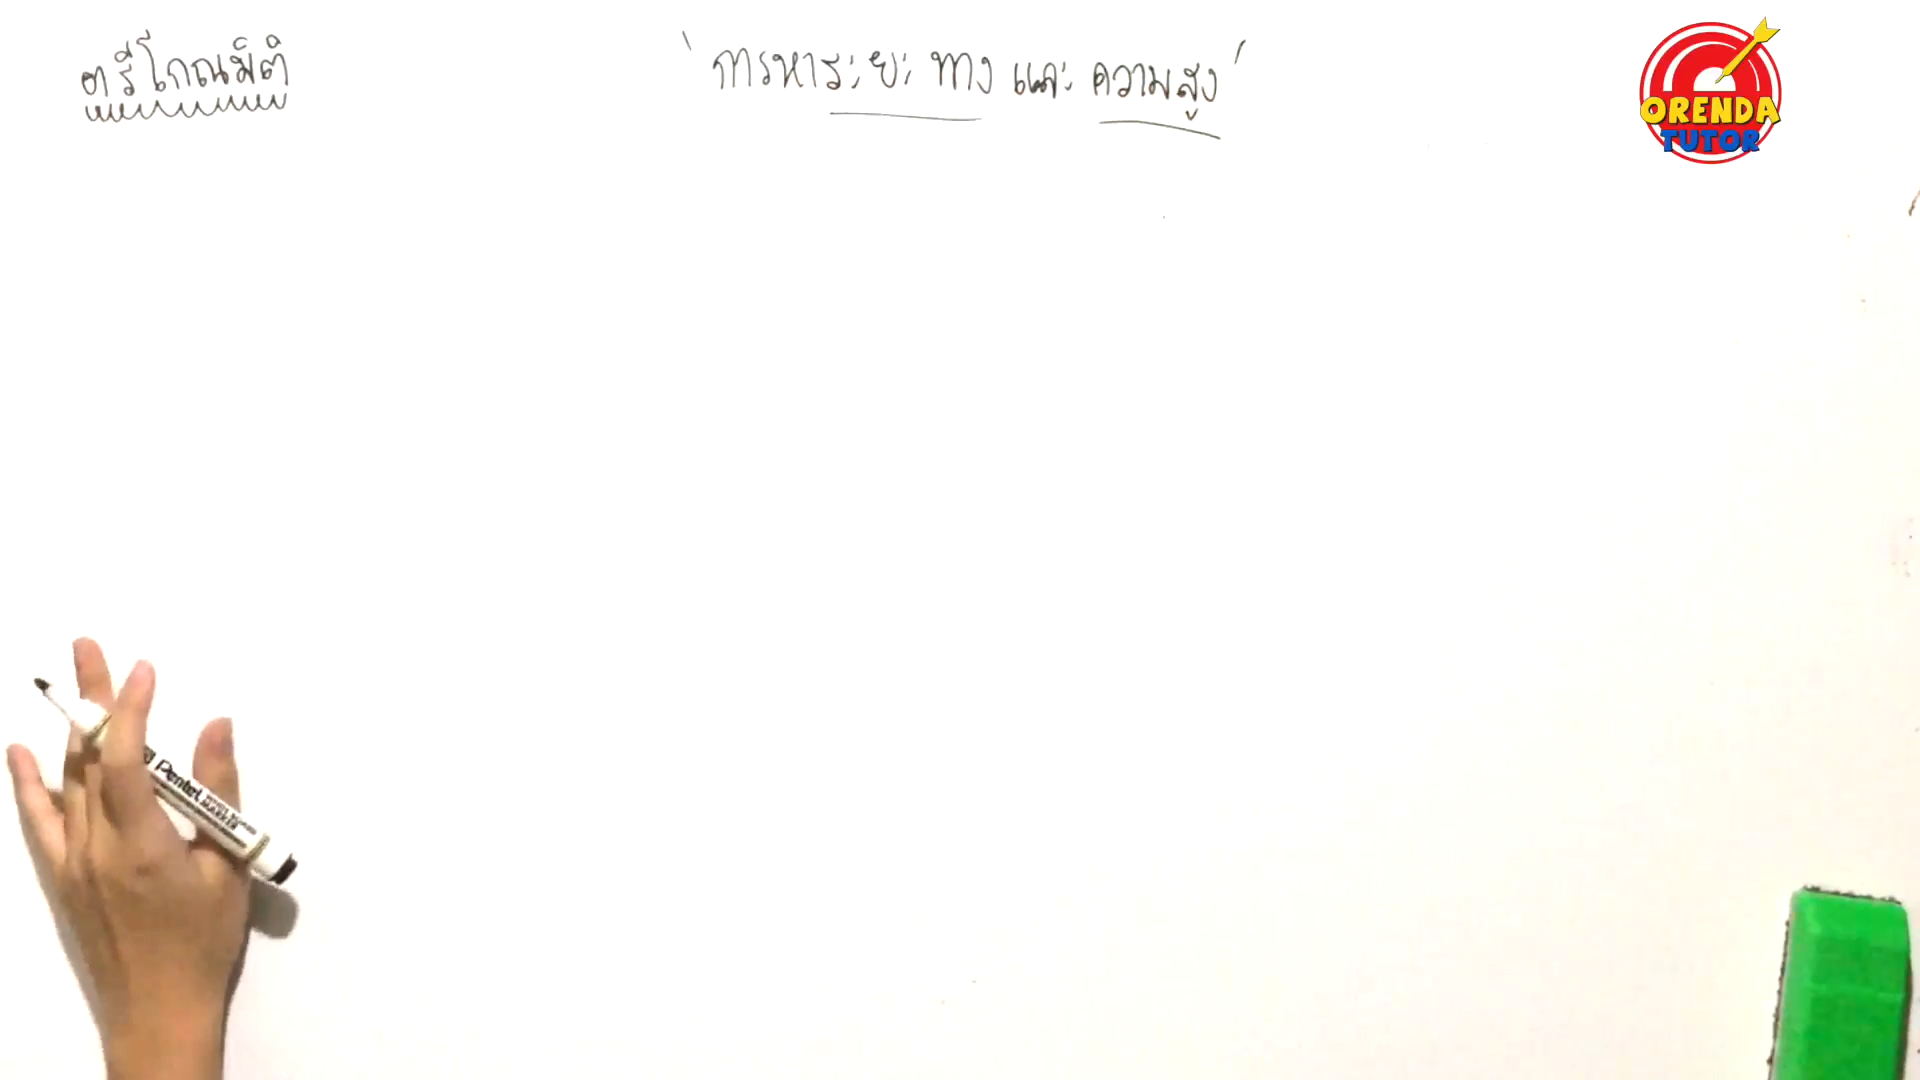 ตรีโกณมิติ
'การหาระยะทาง และ ความสูง'
ORENDA
TUTOR
Pentel